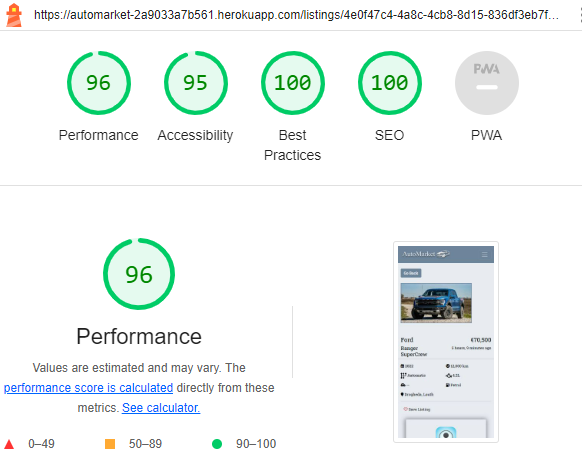 https://automarket-2a9033a7b561.herokuapp.com/listings/4e0f47c4-4a8c-4cb8-8d15-836df3eb7f...
96
95
100
100
PWA
Performance
Accessibility
Best
Practices
SEO
PWA
96
Performance
Values are estimated and may vary. The
performance score is calculated directly from these
metrics. See calculator.
0–49
50–89
90–100
AutoMarket
Go Back
Ford
€70,500
Ranger
SuperCrew
2022
Automatic
Petrol
Save Listing